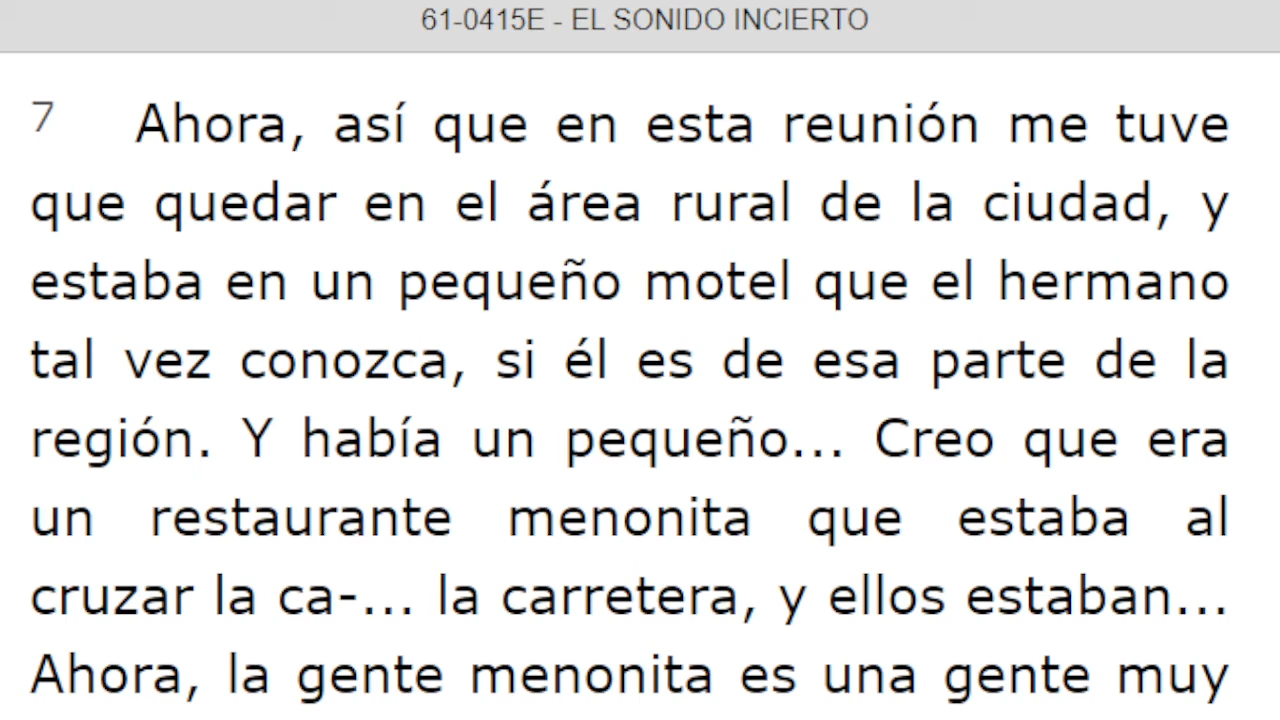 61-0415E - EL SONIDO INCIERTO
7 Ahora, así que en esta reunión me tuve
que quedar en el área rural de la ciudad, y
estaba en un pequeño motel que el hermano
tal vez conozca, si él es de esa parte de la
región. Y había un pequeño... Creo que era
un restaurante menonita que estaba al
cruzar la ca-... la carretera, y ellos estaban...
Ahora, la gente menonita es una gente muy